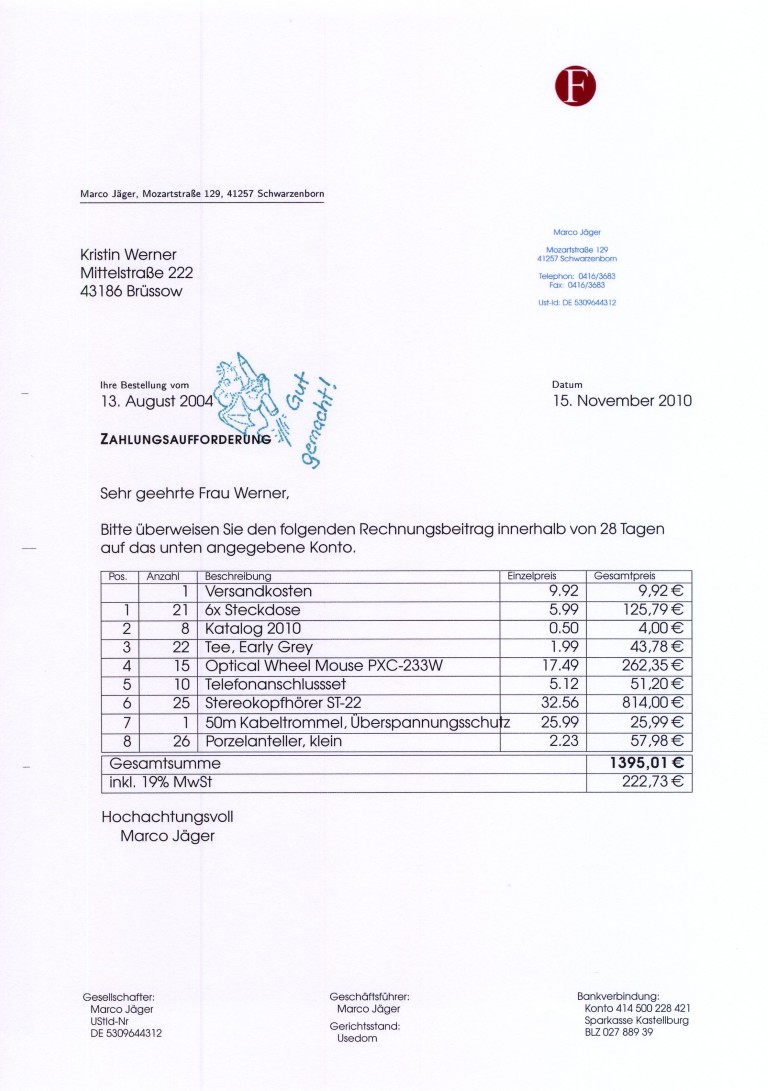 F
Marco Jäger, Mozartstraße 129, 41257 Schwarzenborn
Marco Jäger
Mozartstraße 129
41257 Schwarzenborn
Telephon: 0416/3683
Fax: 0416/3683
Ust-Id: DE 5309644312
Kristin Werner
Mittelstraße 222
43186 Brüssow
Ihre Bestellung vom
13. August 2004
Gut
gemacht!
Datum
15. November 2010
ZAHLUNGSAUFFORDERUNG
Sehr geehrte Frau Werner,
Bitte überweisen Sie den folgenden Rechnungsbeitrag innerhalb von 28 Tagen
auf das unten angegebene Konto.
Pos. Anzahl Beschreibung Einzelpreis Gesamtpreis
1 Versandkosten 9.92 9,92 €
1 21 6x Steckdose 5.99 125,79 €
2 8 Katalog 2010 0.50 4,00 €
3 22 Tee, Early Grey 1.99 43,78 €
4 15 Optical Wheel Mouse PXC-233W 17.49 262,35 €
5 10 Telefonanschlussset 5.12 51,20 €
6 25 Stereokopfhörer ST-22 32.56 814,00 €
7 1 50m Kabeltrommel, Überspannungsschutz 25.99 25,99 €
8 26 Porzelanteller, klein 2.23 57,98 €
Gesamtsumme 1395,01 €
inkl. 19% MwSt 222,73 €
Hochachtungsvoll
Marco Jäger
Gesellschafter:
Marco Jäger
UStId-Nr
DE 5309644312
Geschäftsführer:
Marco Jäger
Gerichtsstand:
Usedom
Bankverbindung:
Konto 414 500 228 421
Sparkasse Kastellburg
BLZ 027 889 39